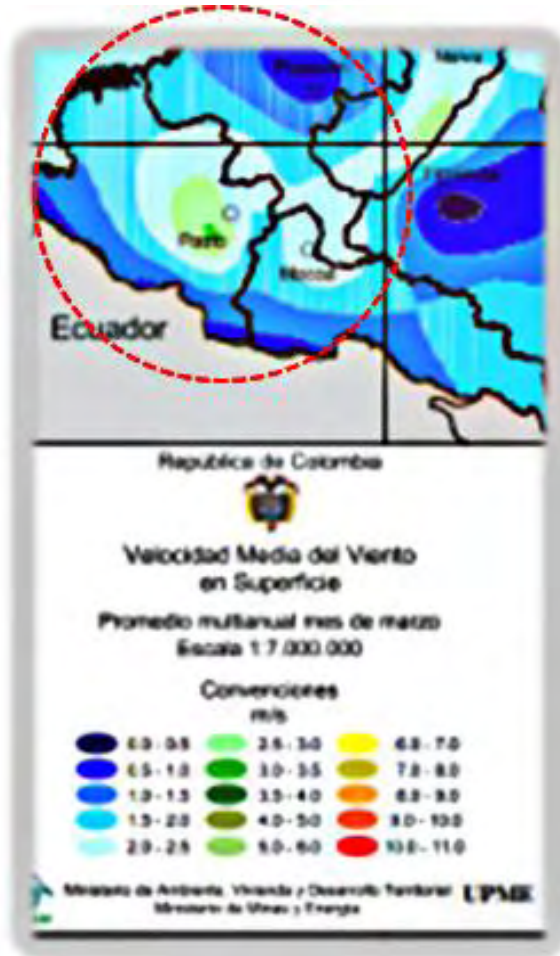 Neiva
Popayán
Florencia
Pasto
Mocoa
Ecuador
República de Colombia
Velocidad Media del Viento
en Superficie
Promedio multianual mes de marzo
Escala 1:7.000.000
Convenciones
m/s
0.0 - 0.5 2.5 - 3.0 6.0 - 7.0
0.5 - 1.0 3.0 - 3.5 7.0 - 8.0
1.0 - 1.5 3.5 - 4.0 8.0 - 9.0
1.5 - 2.0 4.0 - 5.0 9.0 - 10.0
2.0 - 2.5 5.0 - 6.0 10.0 - 11.0
Ministerio de Ambiente, Vivienda y Desarrollo Territorial UPME
Ministerio de Minas y Energía